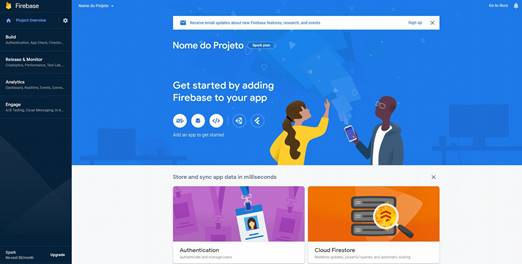 Firebase
Nome do Projeto
Go to docs
Project Overview
Receive email updates about new Firebase features, research, and events
Sign up
Build
Authentication, App Check, Firestor...
Nome do Projeto
Spark plan
Release & Monitor
Crashlytics, Performance, Test Lab...
Get started by adding
Firebase to your app
Analytics
Dashboard, Realtime, Events, Conve...
Engage
A/B Testing, Cloud Messaging, In-A...
Add an app to get started
Store and sync app data in milliseconds
Authentication
Authenticate and manage users
Cloud Firestore
Realtime updates, powerful queries, and automatic scaling
Spark
No-cost $0/month
Upgrade